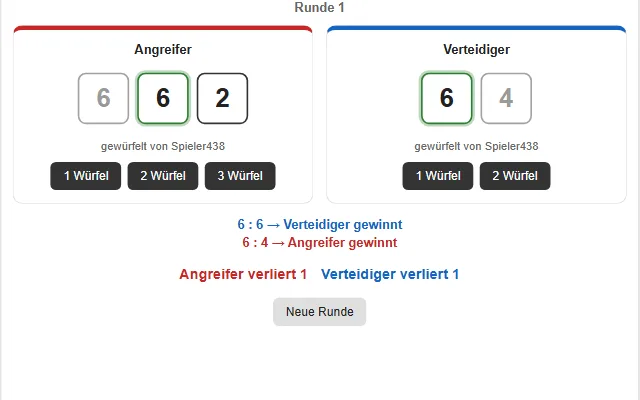 Runde 1
Angreifer
6 6 2
gewürfelt von Spieler438
1 Würfel 2 Würfel 3 Würfel
Verteidiger
6 4
gewürfelt von Spieler438
1 Würfel 2 Würfel
6 : 6 → Verteidiger gewinnt
6 : 4 → Angreifer gewinnt
Angreifer verliert 1 Verteidiger verliert 1
Neue Runde